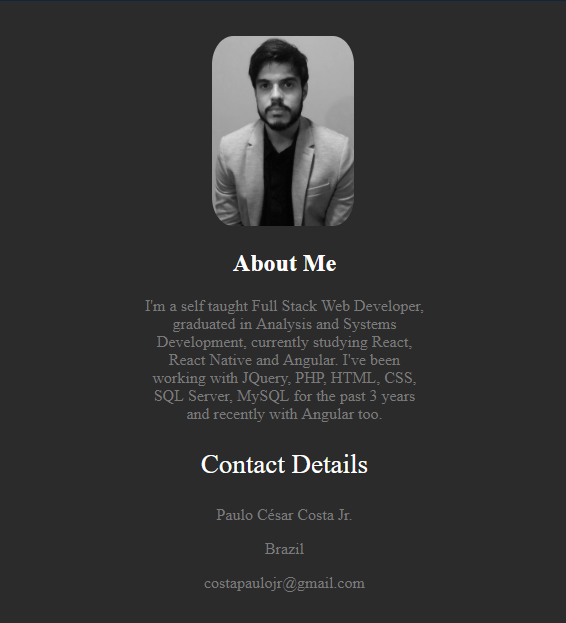 About Me
I'm a self taught Full Stack Web Developer,
graduated in Analysis and Systems
Development, currently studying React,
React Native and Angular. I've been
working with JQuery, PHP, HTML, CSS,
SQL Server, MySQL for the past 3 years
and recently with Angular too.
Contact Details
Paulo César Costa Jr.
Brazil
costapaulojr@gmail.com